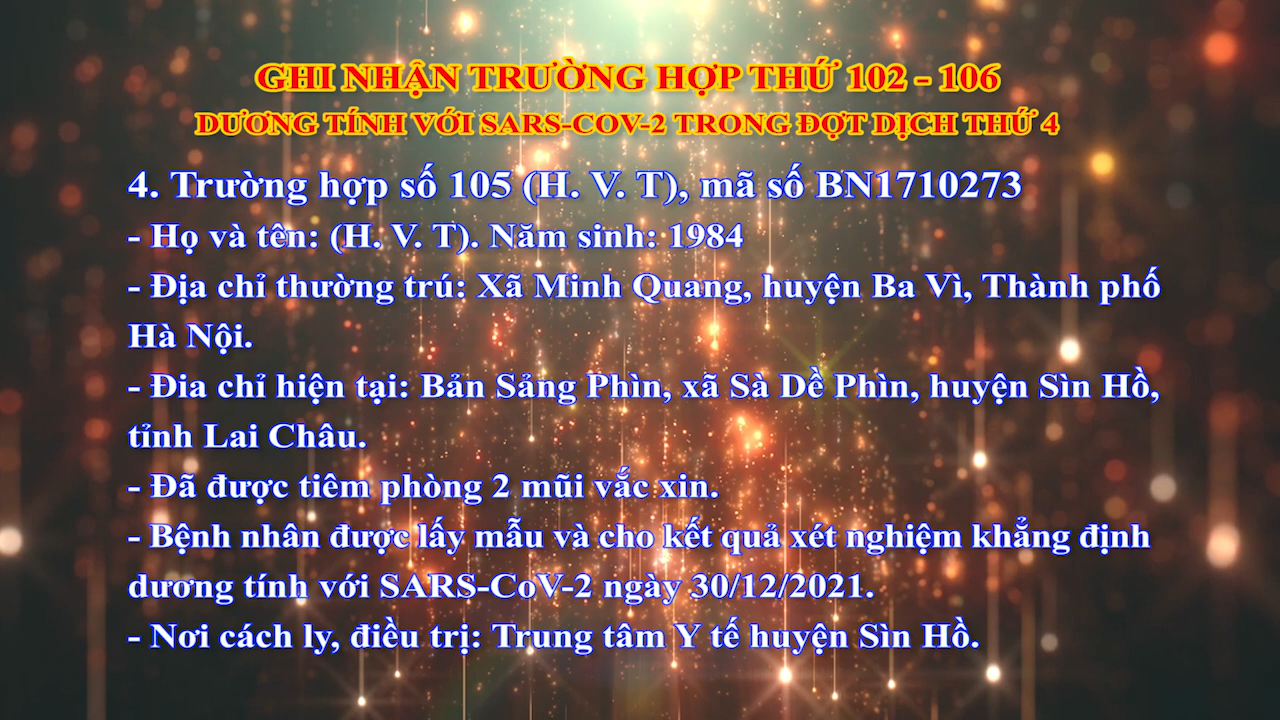 GHI NHẬN TRƯỜNG HỢP THỨ 102 - 106
DƯƠNG TÍNH VỚI SARS-COV-2 TRONG ĐỢT DỊCH THỨ 4
4. Trường hợp số 105 (H. V. T), mã số BN1710273
- Họ và tên: (H. V. T). Năm sinh: 1984
- Địa chỉ thường trú: Xã Minh Quang, huyện Ba Vì, Thành phố
Hà Nội.
- Đia chỉ hiện tại: Bản Sảng Phìn, xã Sà Dề Phìn, huyện Sìn Hồ,
tỉnh Lai Châu.
- Đã được tiêm phòng 2 mũi vắc xin.
- Bệnh nhân được lấy mẫu và cho kết quả xét nghiệm khẳng định
dương tính với SARS-CoV-2 ngày 30/12/2021.
- Nơi cách ly, điều trị: Trung tâm Y tế huyện Sìn Hồ.